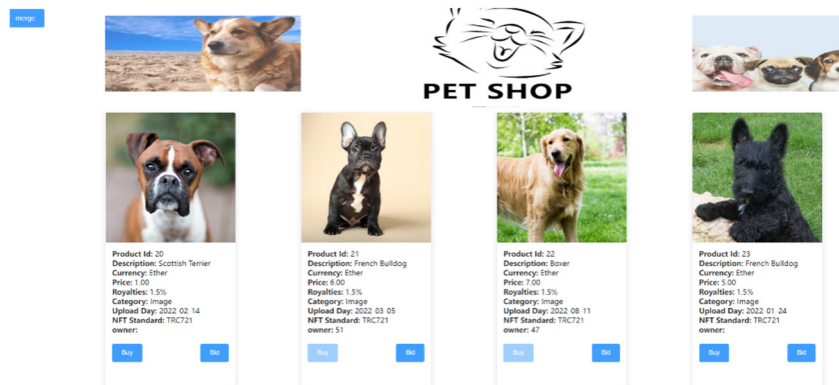 merge
PET SHOP
Product Id: 20
Description: Scottish Terrier
Currency: Ether
Price: 1.00
Royalties: 1.5%
Category: Image
Upload Day: 2022-02-14
NFT Standard: TRC721
owner:
Buy Bid
Product Id: 21
Description: French Bulldog
Currency: Ether
Price: 6.00
Royalties: 1.5%
Category: Image
Upload Day: 2022-03-05
NFT Standard: TRC721
owner: 51
Buy Bid
Product Id: 22
Description: Boxer
Currency: Ether
Price: 7.00
Royalties: 1.5%
Category: Image
Upload Day: 2022-08-11
NFT Standard: TRC721
owner: 47
Buy Bid
Product Id: 23
Description: French Bulldog
Currency: Ether
Price: 5.00
Royalties: 1.5%
Category: Image
Upload Day: 2022-01-24
NFT Standard: TRC721
owner:
Buy Bid